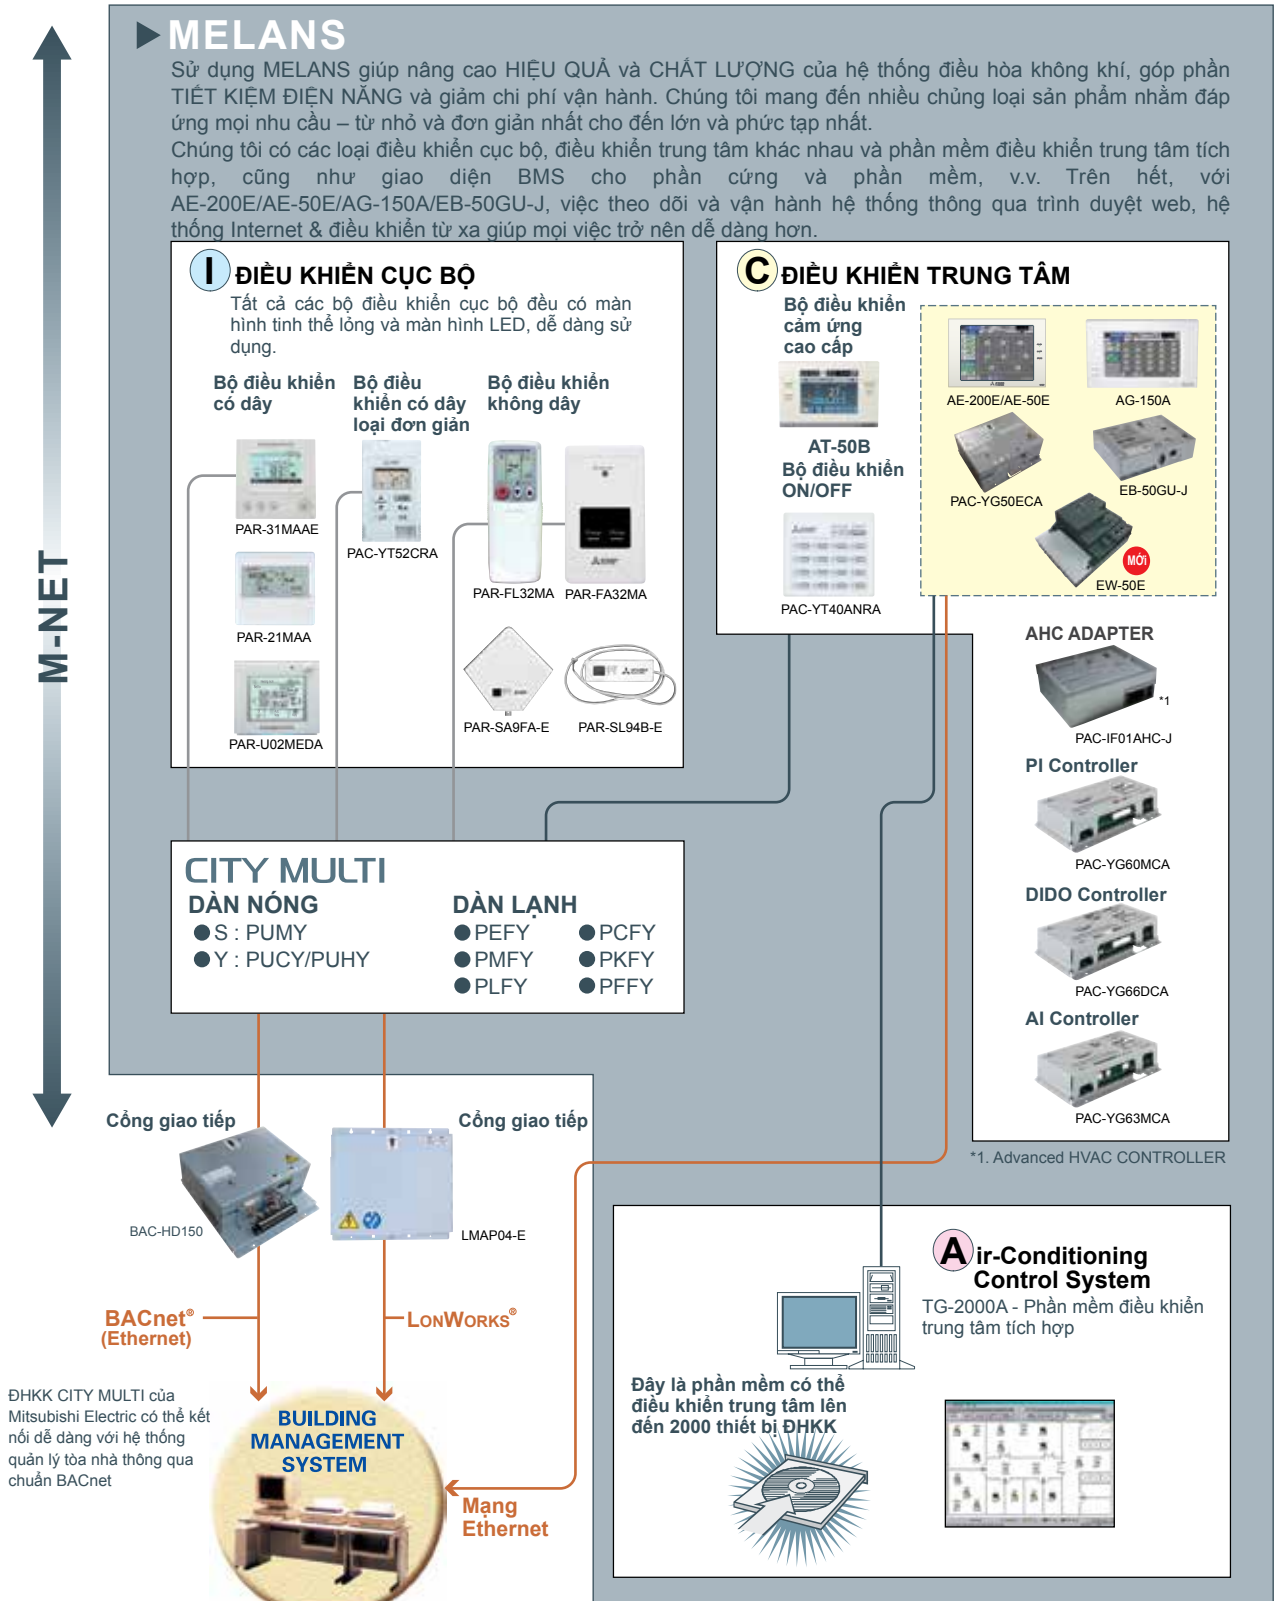 MELANS
Sử dụng MELANS giúp nâng cao HIỆU QUẢ và CHẤT LƯỢNG của hệ thống điều hòa không khí, góp phần
TIẾT KIỆM ĐIỆN NĂNG và giảm chi phí vận hành. Chúng tôi mang đến nhiều chủng loại sản phẩm nhằm đáp
ứng mọi nhu cầu – từ nhỏ và đơn giản nhất cho đến lớn và phức tạp nhất.
Chúng tôi có các loại điều khiển cục bộ, điều khiển trung tâm khác nhau và phần mềm điều khiển trung tâm tích
hợp, cũng như giao diện BMS cho phần cứng và phần mềm, v.v. Trên hết, với
AE-200E/AE-50E/AG-150A/EB-50GU-J, việc theo dõi và vận hành hệ thống thông qua trình duyệt web, hệ
thống Internet & điều khiển từ xa giúp mọi việc trở nên dễ dàng hơn.
M-NET
I ĐIỀU KHIỂN CỤC BỘ
Tất cả các bộ điều khiển cục bộ đều có màn
hình tinh thể lỏng và màn hình LED, dễ dàng sử
dụng.
Bộ điều khiển
có dây
PAR-31MAAE
PAR-21MAA
PAR-U02MEDA
Bộ điều
khiển có dây
loại đơn giản
PAC-YT52CRA
Bộ điều khiển
không dây
PAR-FL32MA
PAR-FA32MA
PAR-SA9FA-E
PAR-SL94B-E
C ĐIỀU KHIỂN TRUNG TÂM
Bộ điều khiển
cảm ứng
cao cấp
AT-50B
Bộ điều khiển
ON/OFF
PAC-YT40ANRA
AE-200E/AE-50E
AG-150A
PAC-YG50ECA
EB-50GU-J
MỚI
EW-50E
AHC ADAPTER
*1
PAC-IF01AHC-J
PI Controller
PAC-YG60MCA
DIDO Controller
PAC-YG66DCA
AI Controller
PAC-YG63MCA
*1. Advanced HVAC CONTROLLER
CITY MULTI
DÀN NÓNG
S : PUMY
Y : PUCY/PUHY
DÀN LẠNH
PEFY
PCFY
PMFY
PKFY
PLFY
PFFY
Cổng giao tiếp
BAC-HD150
Cổng giao tiếp
LMAP04-E
BACnet®
(Ethernet)
LONWORKS®
ĐHKK CITY MULTI của
Mitsubishi Electric có thể kết
nối dễ dàng với hệ thống
quản lý tòa nhà thông qua
chuẩn BACnet
BUILDING
MANAGEMENT
SYSTEM
Mạng
Ethernet
Air-Conditioning
Control System
TG-2000A - Phần mềm điều khiển
trung tâm tích hợp
Đây là phần mềm có thể
điều khiển trung tâm lên
đến 2000 thiết bị ĐHKK